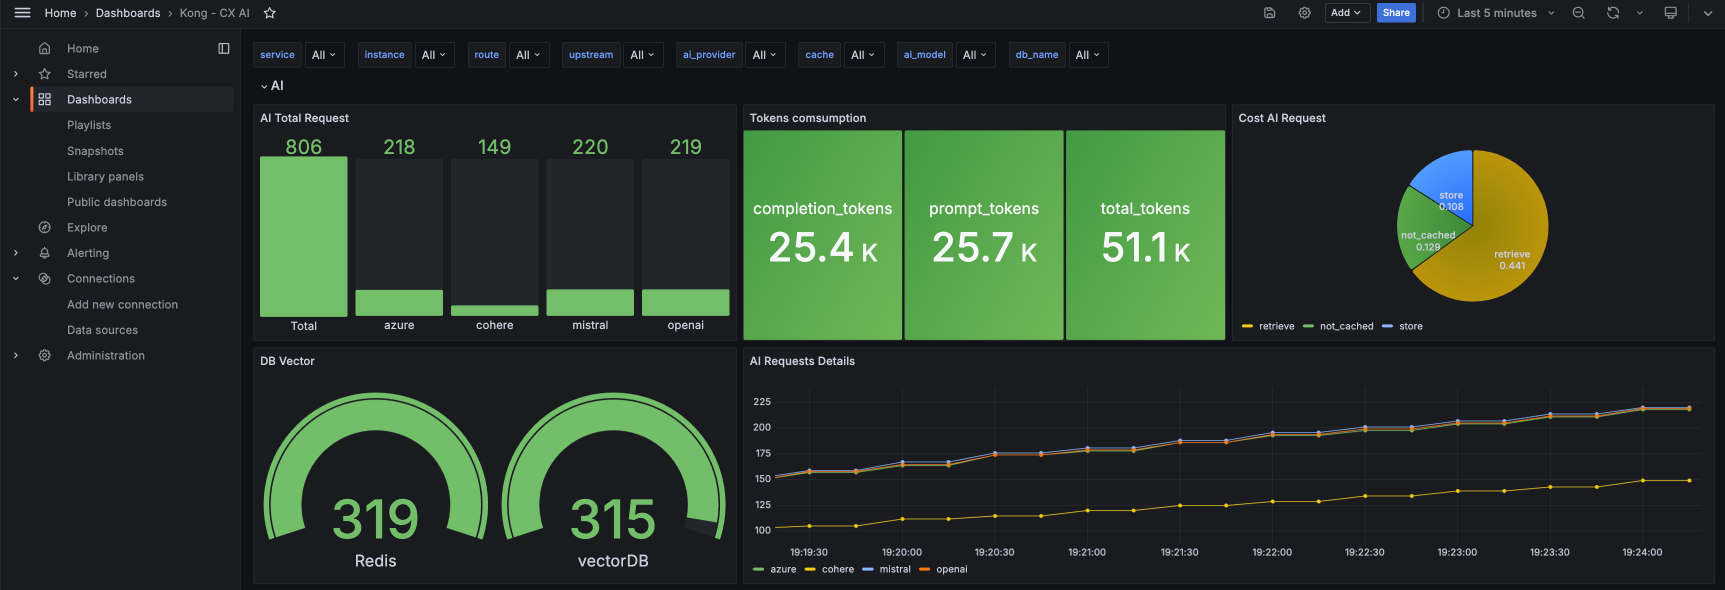 Home › Dashboards › Kong - CX AI
Add
Share
Last 5 minutes
Home
Starred
Dashboards
Playlists
Snapshots
Library panels
Public dashboards
Explore
Alerting
Connections
Add new connection
Data sources
Administration
service All instance All route All upstream All ai_provider All cache All ai_model All db_name All
AI
AI Total Request
806 218 149 220 219
Total azure cohere mistral openai
Tokens comsumption
completion_tokens
25.4 K
prompt_tokens
25.7 K
total_tokens
51.1 K
Cost AI Request
store
0.108
not_cached
0.129
retrieve
0.441
retrieve not_cached store
DB Vector
319
Redis
315
vectorDB
AI Requests Details
225
200
175
150
125
100
19:19:30 19:20:00 19:20:30 19:21:00 19:21:30 19:22:00 19:22:30 19:23:00 19:23:30 19:24:00
azure cohere mistral openai